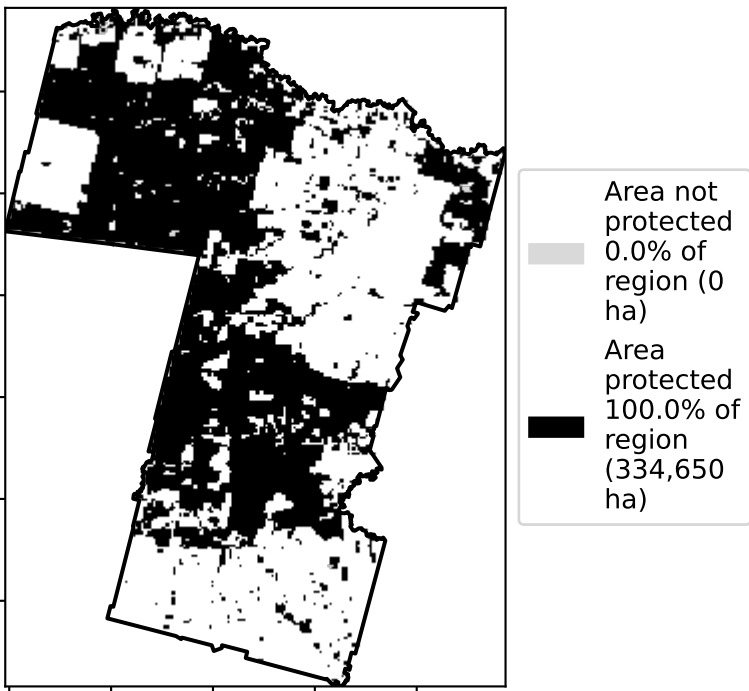 Area not
protected
0.0% of
region (0
ha)
Area
protected
100.0% of
region
(334,650
ha)